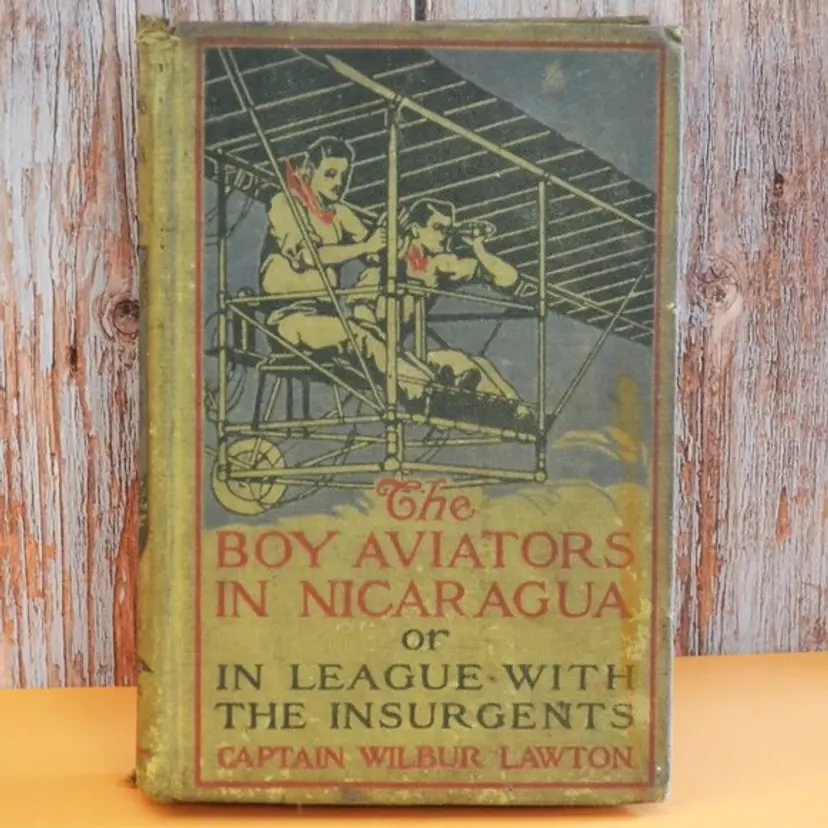 The
BOY AVIATORS
IN NICARAGUA
or
IN LEAGUE WITH
THE INSURGENTS
CAPTAIN WILBUR LAWTON